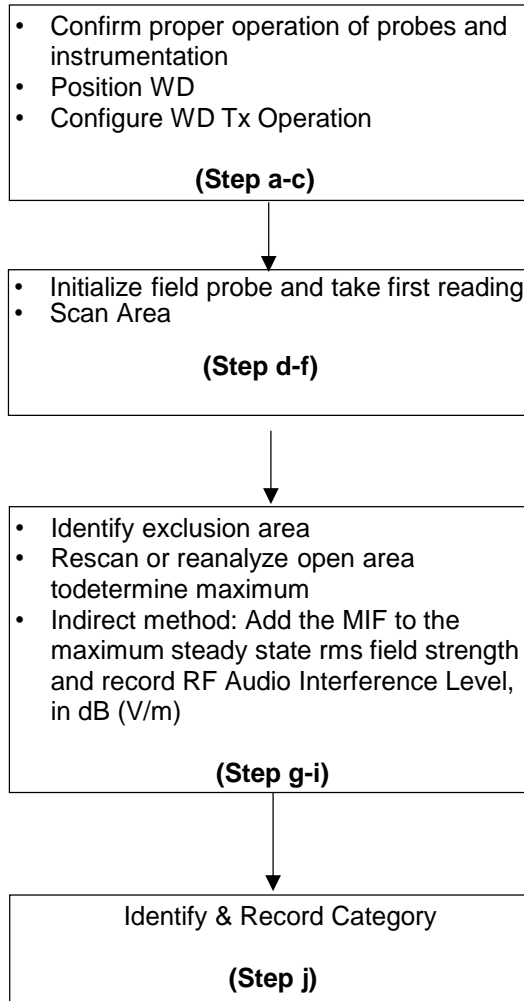 • Confirm proper operation of probes and
instrumentation
• Position WD
• Configure WD Tx Operation
(Step a-c)
• Initialize field probe and take first reading
• Scan Area
(Step d-f)
• Identify exclusion area
• Rescan or reanalyze open area
todetermine maximum
• Indirect method: Add the MIF to the
maximum steady state rms field strength
and record RF Audio Interference Level,
in dB (V/m)
(Step g-i)
Identify & Record Category
(Step j)